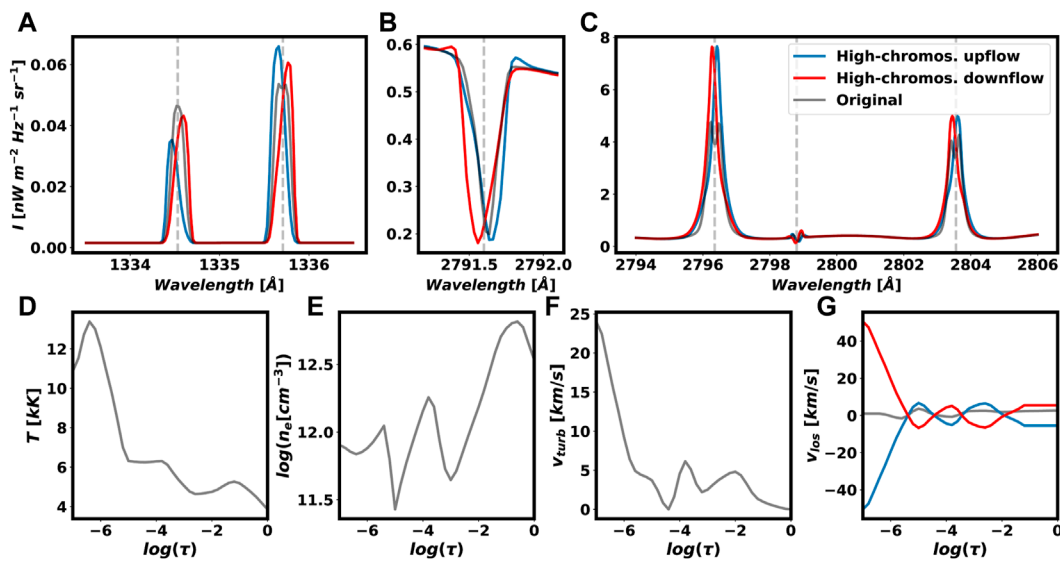 A
B
C
I [nW m⁻² Hz⁻¹ sr⁻¹]
0.06
0.04
0.02
0.00
1334
1335
1336
Wavelength [Å]
0.6
0.5
0.4
0.3
0.2
2791.5
2792.0
Wavelength [Å]
8
6
4
2
0
High-chromos. upflow
High-chromos. downflow
Original
2794
2796
2798
2800
2802
2804
2806
Wavelength [Å]
D
E
F
G
T [kK]
12
10
8
6
4
−6
−4
−2
0
log(τ)
log(nₑ[cm⁻³])
12.5
12.0
11.5
−6
−4
−2
0
log(τ)
v_turb [km/s]
25
20
15
10
5
0
−6
−4
−2
0
log(τ)
v_los [km/s]
40
20
0
−20
−40
−6
−4
−2
0
log(τ)